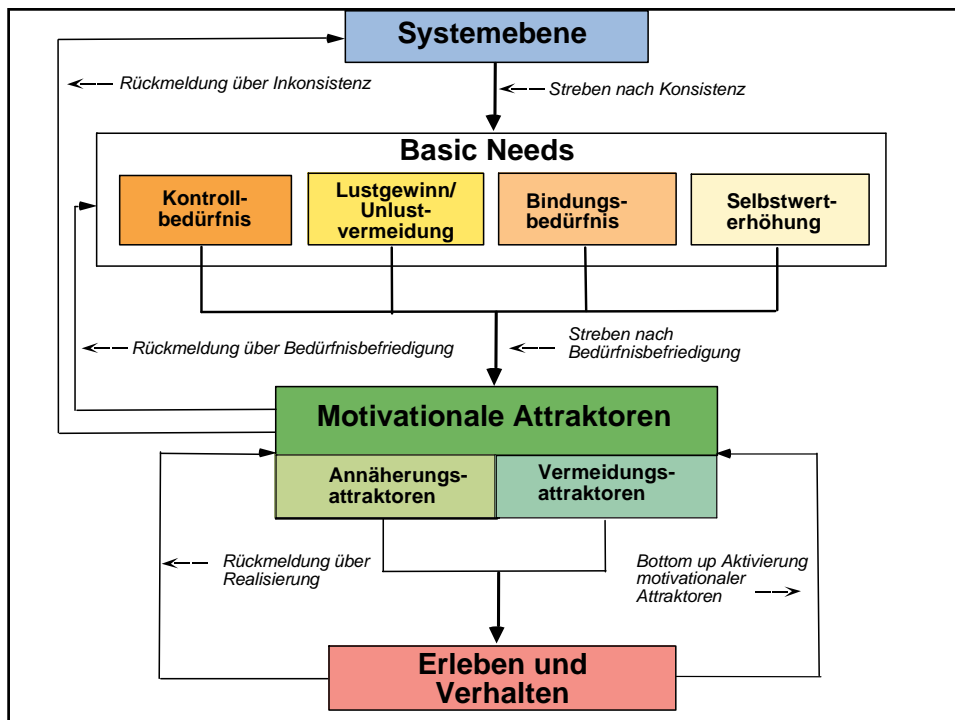 Systemebene
Rückmeldung über Inkonsistenz
Streben nach Konsistenz
Basic Needs
Kontroll-
bedürfnis
Lustgewinn/
Unlust-
vermeidung
Bindungs-
bedürfnis
Selbstwert-
erhöhung
Rückmeldung über Bedürfnisbefriedigung
Streben nach
Bedürfnisbefriedigung
Motivationale Attraktoren
Annäherungs-
attraktoren
Vermeidungs-
attraktoren
Rückmeldung über
Realisierung
Bottom up Aktivierung
motivationaler
Attraktoren
Erleben und
Verhalten